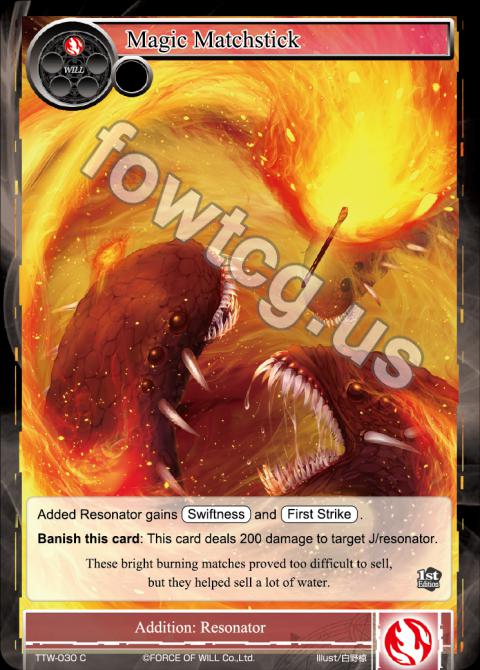 Magic Matchstick
WILL
fowtcg.us
Added Resonator gains Swiftness and First Strike.
Banish this card: This card deals 200 damage to target J/resonator.
These bright burning matches proved too difficult to sell,
but they helped sell a lot of water.
1st
Edition
Addition: Resonator
TTW-030 C ©FORCE OF WILL Co.,Ltd. Illust/白野椋